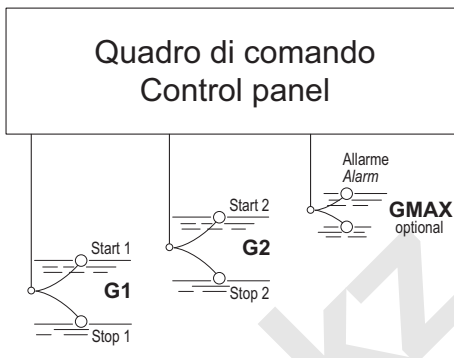 Quadro di comando
Control panel
Allarme
Alarm
GMAX
optional
Start 2
G2
Stop 2
Start 1
G1
Stop 1